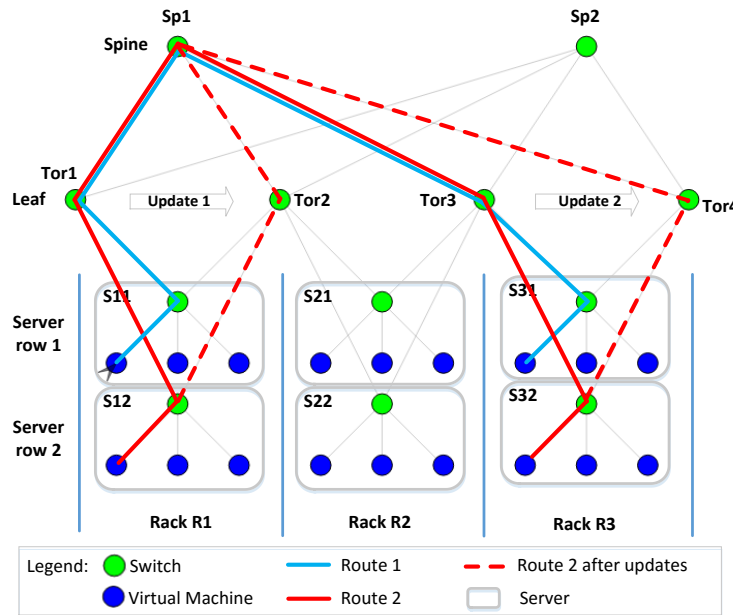 Sp1 Sp2
Spine
Tor1
Leaf Update 1 Tor2 Tor3 Update 2 Tor4
S11 S21 S31
Server
row 1
S12 S22 S32
Server
row 2
Rack R1 Rack R2 Rack R3
Legend: Switch Route 1 Route 2 after updates
Virtual Machine Route 2 Server